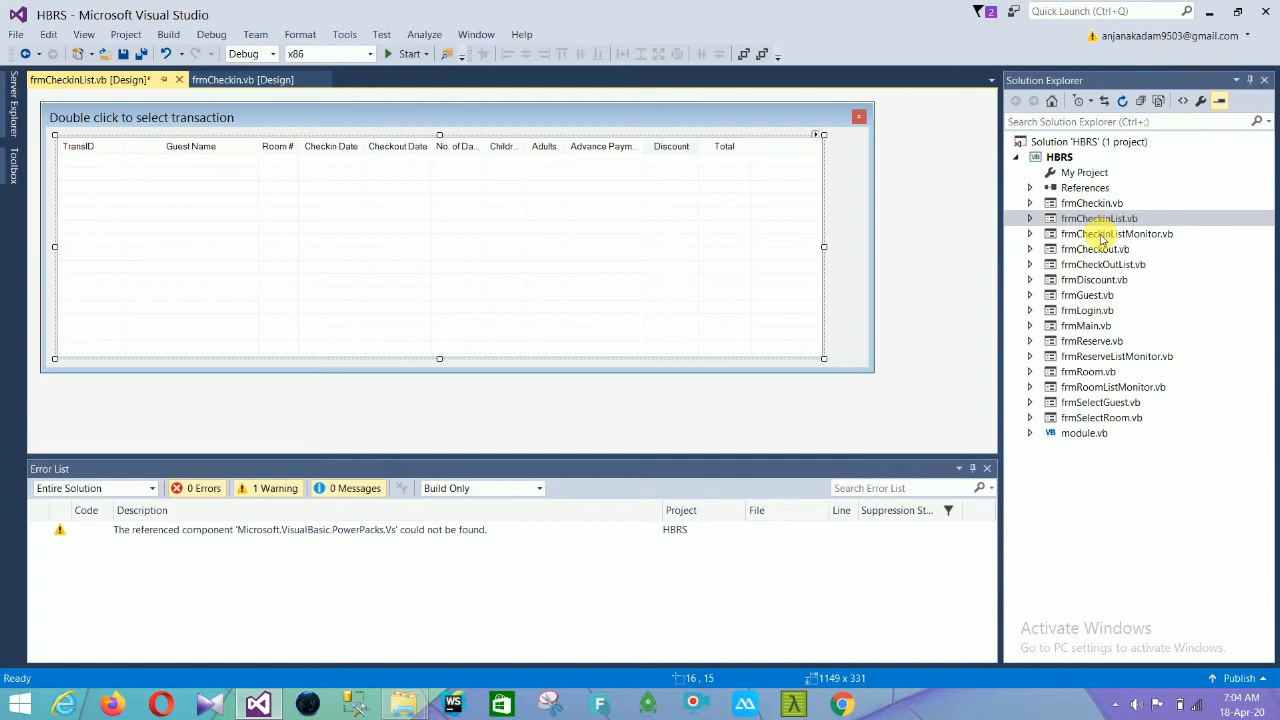 HBRS - Microsoft Visual Studio
2
Quick Launch (Ctrl+Q)
File Edit View Project Build Debug Team Format Tools Test Analyze Window Help
anjanakadam9503@gmail.com
Debug x86 Start
frmCheckinList.vb [Design]* frmCheckin.vb [Design]
Server Explorer
Toolbox
Double click to select transaction
TransID Guest Name Room # Checkin Date Checkout Date No. of Da... Childr... Adults Advance Paym... Discount Total
Solution Explorer
Search Solution Explorer (Ctrl+;)
Solution 'HBRS' (1 project)
HBRS
My Project
References
frmCheckin.vb
frmCheckinList.vb
frmCheckinListMonitor.vb
frmCheckout.vb
frmCheckOutList.vb
frmDiscount.vb
frmGuest.vb
frmLogin.vb
frmMain.vb
frmReserve.vb
frmReserveListMonitor.vb
frmRoom.vb
frmRoomListMonitor.vb
frmSelectGuest.vb
frmSelectRoom.vb
VB module.vb
Error List
Entire Solution 0 Errors 1 Warning 0 Messages Build Only Search Error List
Code Description Project File Line Suppression St...
The referenced component 'Microsoft.VisualBasic.PowerPacks.Vs' could not be found. HBRS
Activate Windows
Go to PC settings to activate Windows.
Ready 16 , 15 1149 x 331 Publish
WS
F
7:04 AM
18-Apr-20